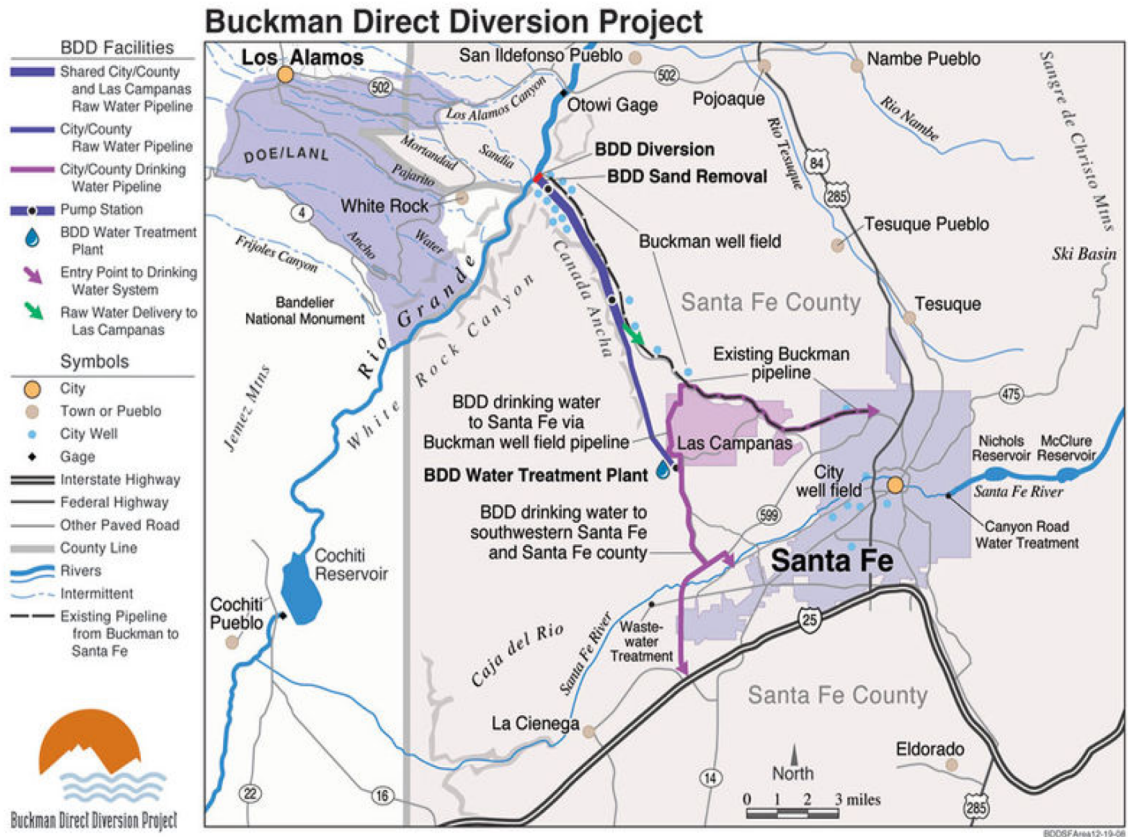 Buckman Direct Diversion Project
BDD Facilities
Shared City/County
and Las Campanas
Raw Water Pipeline
City/County
Raw Water Pipeline
City/County Drinking
Water Pipeline
Pump Station
BDD Water Treatment
Plant
Entry Point to Drinking
Water System
Raw Water Delivery to
Las Campanas
Symbols
City
Town or Pueblo
City Well
Gage
Interstate Highway
Federal Highway
Other Paved Road
County Line
Rivers
Intermittent
Existing Pipeline
from Buckman to
Santa Fe
Buckman Direct Diversion Project
Los Alamos
San Ildefonso Pueblo
Nambe Pueblo
502
502
Pojoaque
Los Alamos Canyon
Otowi Gage
Rio Nambe
Rio Tesuque
Sangre de Christo Mtns
DOE/LANL
Mortandad
Sandia
Pajarito
BDD Diversion
BDD Sand Removal
84
285
White Rock
4
Ancho
Water
Frijoles Canyon
Buckman well field
Tesuque Pueblo
Ski Basin
Bandelier
National Monument
Rio Grande
White Rock Canyon
Canada Ancha
Santa Fe County
Tesuque
Jemez Mtns
Existing Buckman
pipeline
475
BDD drinking water
to Santa Fe via
Buckman well field pipeline
Las Campanas
BDD Water Treatment Plant
City
well field
Nichols
Reservoir
McClure
Reservoir
Santa Fe River
599
Canyon Road
Water Treatment
BDD drinking water to
southwestern Santa Fe
and Santa Fe county
Santa Fe
Cochiti
Reservoir
Cochiti
Pueblo
Waste-
water
Treatment
25
Caja del Rio
Santa Fe River
Santa Fe County
La Cienega
Eldorado
North
22
16
14
0 1 2 3 miles
285
BDDSFArea12-19-08